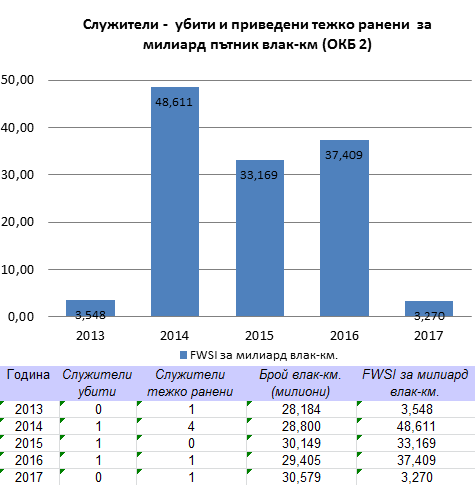 Служители - убити и приведени тежко ранени за
милиард пътник влак-км (ОКБ 2)
50,00
40,00
30,00
20,00
10,00
0,00
3,548
48,611
33,169
37,409
3,270
2013 2014 2015 2016 2017
FWSI за милиард влак-км.
Година Служители убити Служители тежко ранени Брой влак-км. (милиони) FWSI за милиард влак-км.
2013 0 1 28,184 3,548
2014 1 4 28,800 48,611
2015 1 0 30,149 33,169
2016 1 1 29,405 37,409
2017 0 1 30,579 3,270